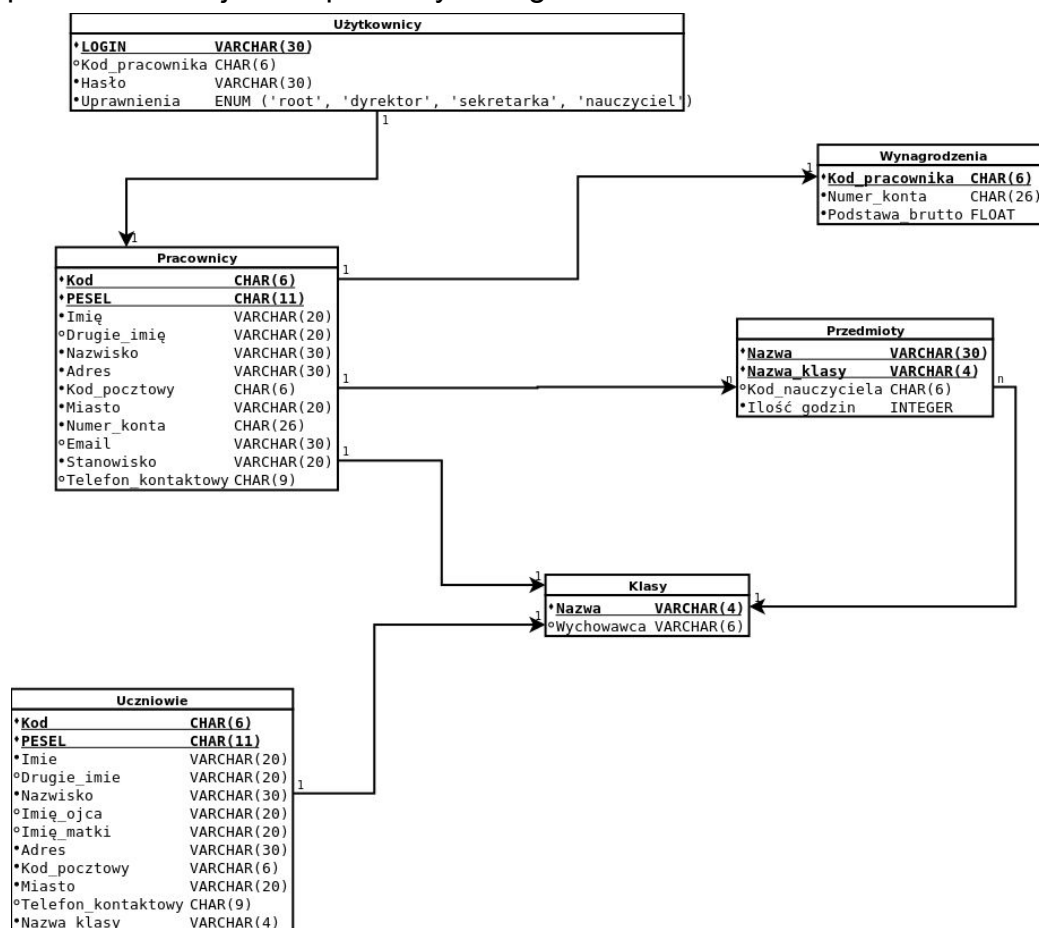 Użytkownicy
LOGIN VARCHAR(30)
Kod_pracownika CHAR(6)
Hasło VARCHAR(30)
Uprawnienia ENUM ('root', 'dyrektor', 'sekretarka', 'nauczyciel')
1
1
Wynagrodzenia
Kod_pracownika CHAR(6)
Numer_konta CHAR(26)
Podstawa_brutto FLOAT
1
Pracownicy
Kod CHAR(6)
PESEL CHAR(11)
Imię VARCHAR(20)
Drugie_imię VARCHAR(20)
Nazwisko VARCHAR(30)
Adres VARCHAR(30)
Kod_pocztowy CHAR(6)
Miasto VARCHAR(20)
Numer_konta CHAR(26)
Email VARCHAR(30)
Stanowisko VARCHAR(20)
Telefon_kontaktowy CHAR(9)
1
1
1
Przedmioty
Nazwa VARCHAR(30)
Nazwa_klasy VARCHAR(4)
Kod_nauczyciela CHAR(6)
Ilość_godzin INTEGER
n
n
Klasy
Nazwa VARCHAR(4)
Wychowawca VARCHAR(6)
1
1
1
Uczniowie
Kod CHAR(6)
PESEL CHAR(11)
Imie VARCHAR(20)
Drugie_imie VARCHAR(20)
Nazwisko VARCHAR(30)
Imię_ojca VARCHAR(20)
Imię_matki VARCHAR(20)
Adres VARCHAR(30)
Kod_pocztowy VARCHAR(6)
Miasto VARCHAR(20)
Telefon_kontaktowy CHAR(9)
Nazwa_klasy VARCHAR(4)
1